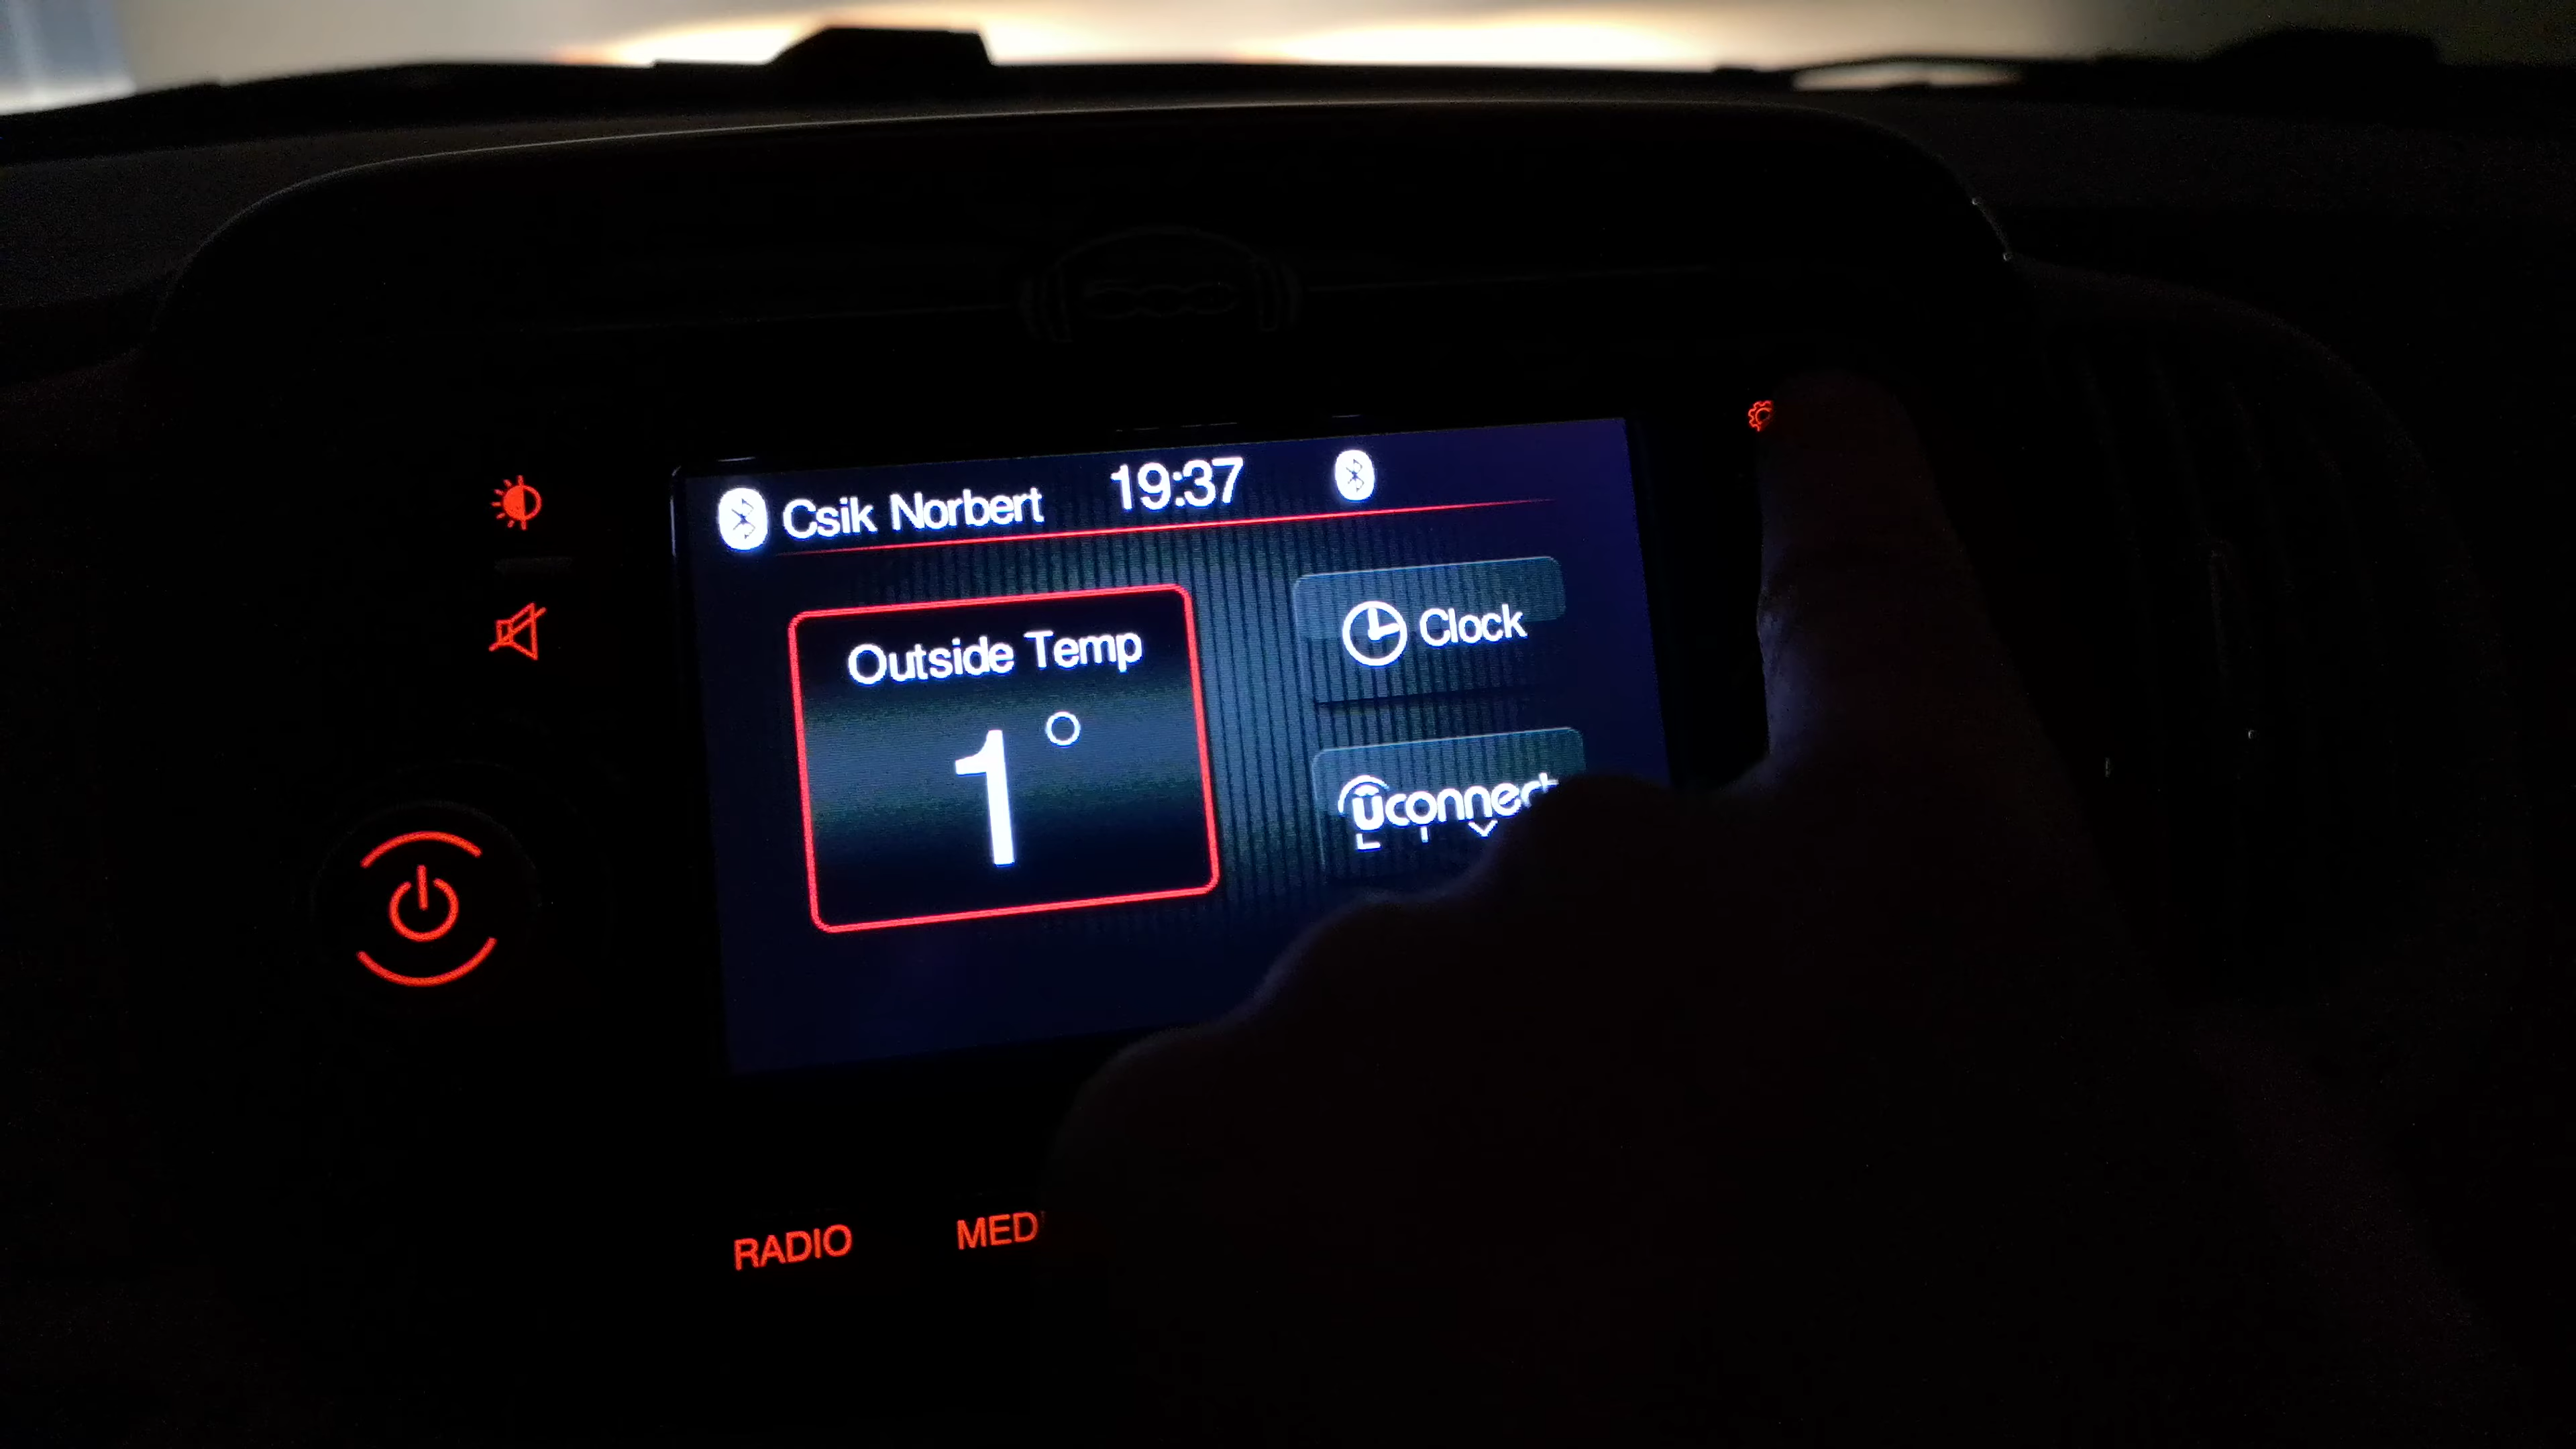 Csik Norbert 19:37
Outside Temp
1°
Clock
uconnect
RADIO
MED